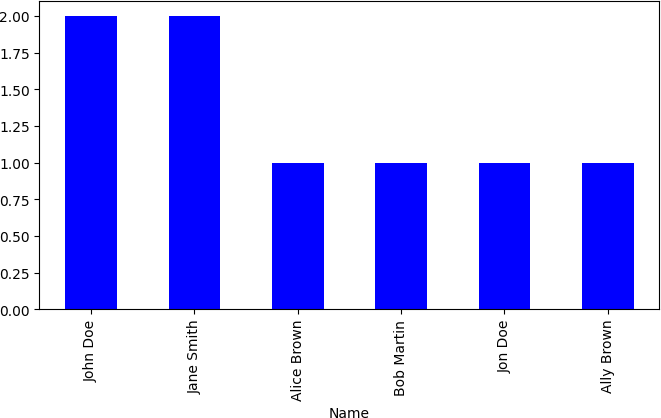 2.00
1.75
1.50
1.25
1.00
0.75
0.50
0.25
0.00
John Doe
Jane Smith
Alice Brown
Bob Martin
Jon Doe
Ally Brown
Name